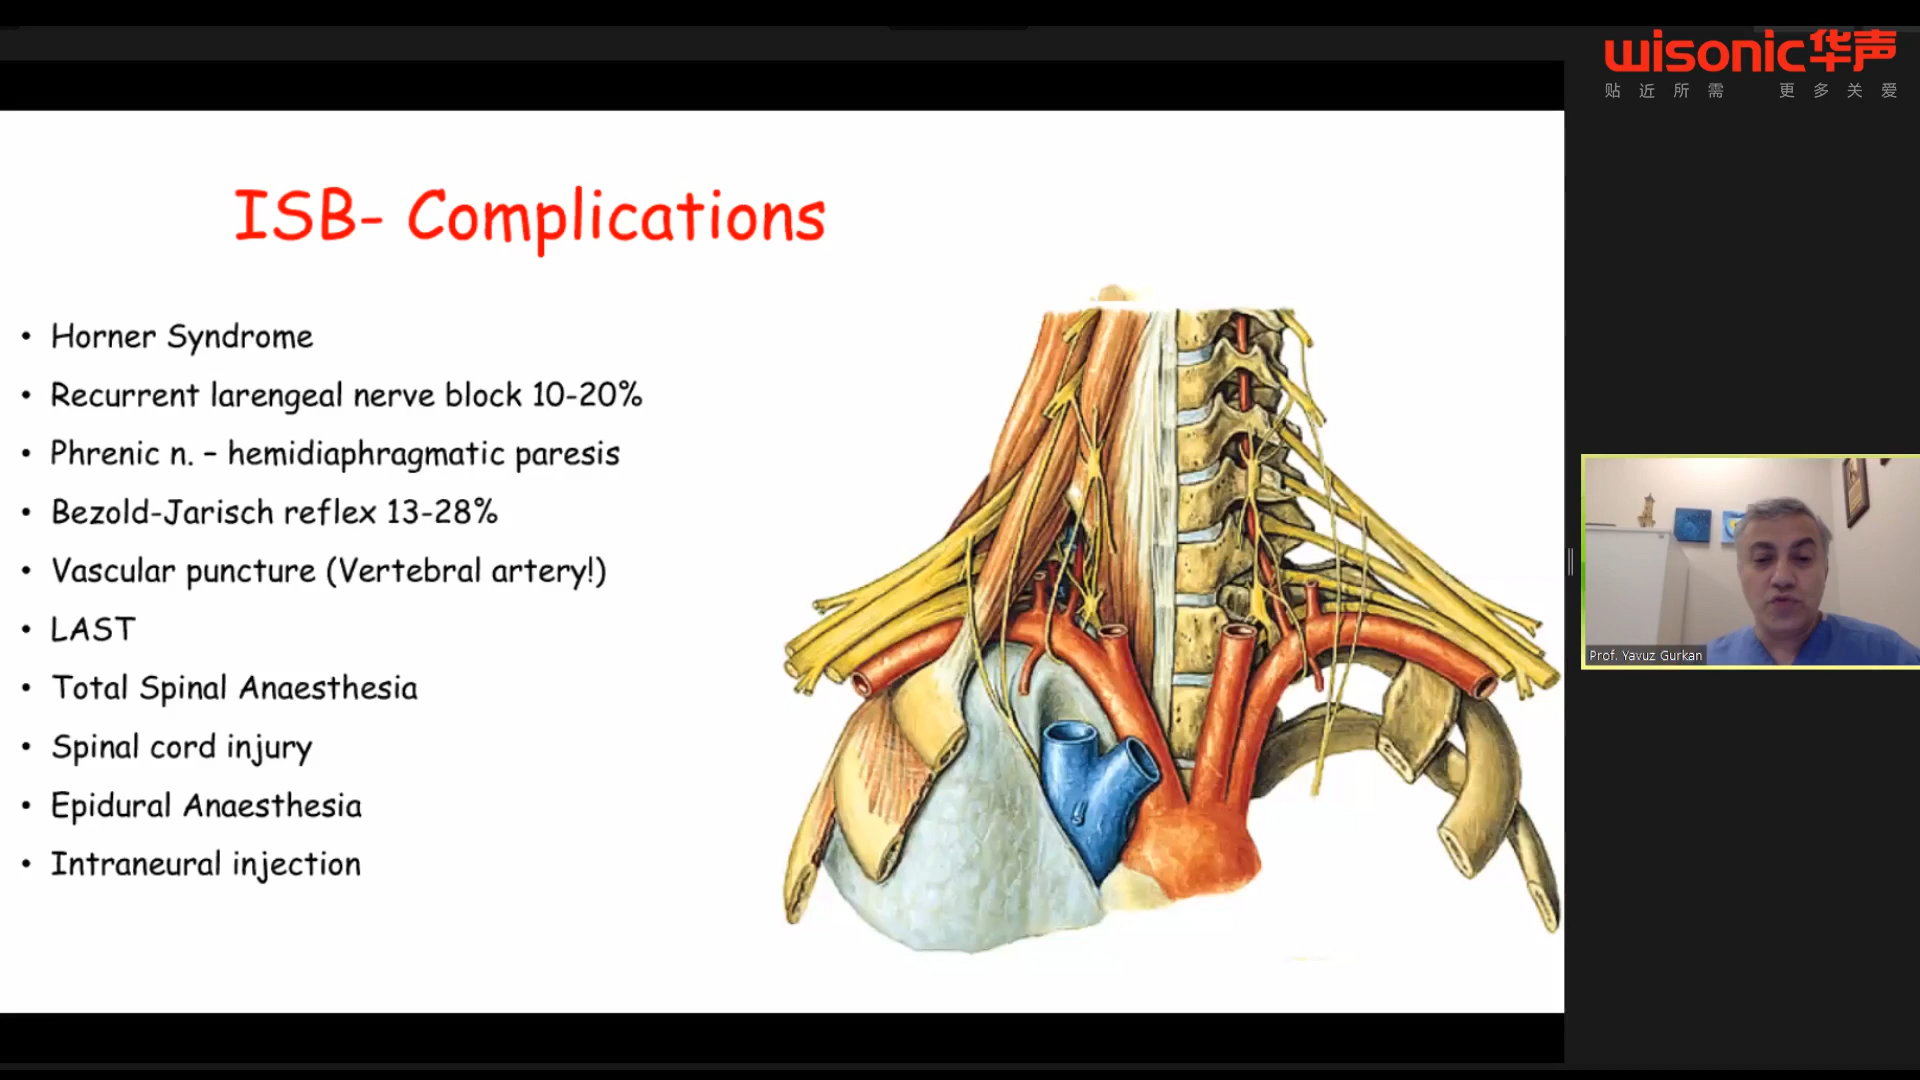 wisonic华声
贴近所需 更多关爱
ISB- Complications
• Horner Syndrome
• Recurrent larengeal nerve block 10-20%
• Phrenic n. – hemidiaphragmatic paresis
• Bezold-Jarisch reflex 13-28%
• Vascular puncture (Vertebral artery!)
• LAST
• Total Spinal Anaesthesia
• Spinal cord injury
• Epidural Anaesthesia
• Intraneural injection
Prof. Yavuz Gurkan